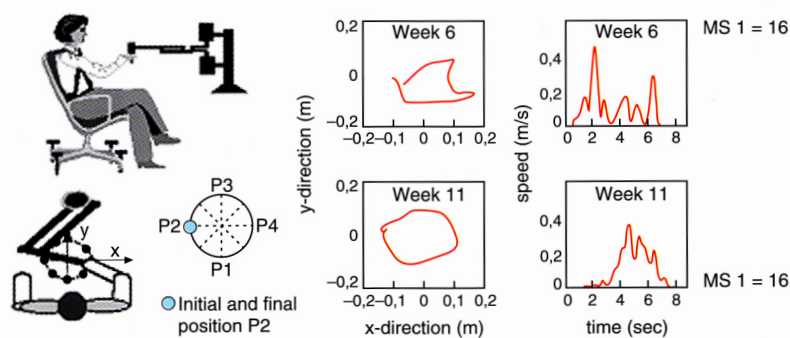 0,2
Week 6
0
−0,2
−0,2−0,1 0 0,1 0,2
Week 6
0,4
0,2
0
0 2 4 6 8
MS 1 = 16
y-direction (m)
speed (m/s)
y
x
P3
P2
P4
P1
Initial and final
position P2
0,2
Week 11
0
−0,2
−0,2−0,1 0 0,1 0,2
x-direction (m)
Week 11
0,4
0,2
0
0 2 4 6 8
time (sec)
MS 1 = 16